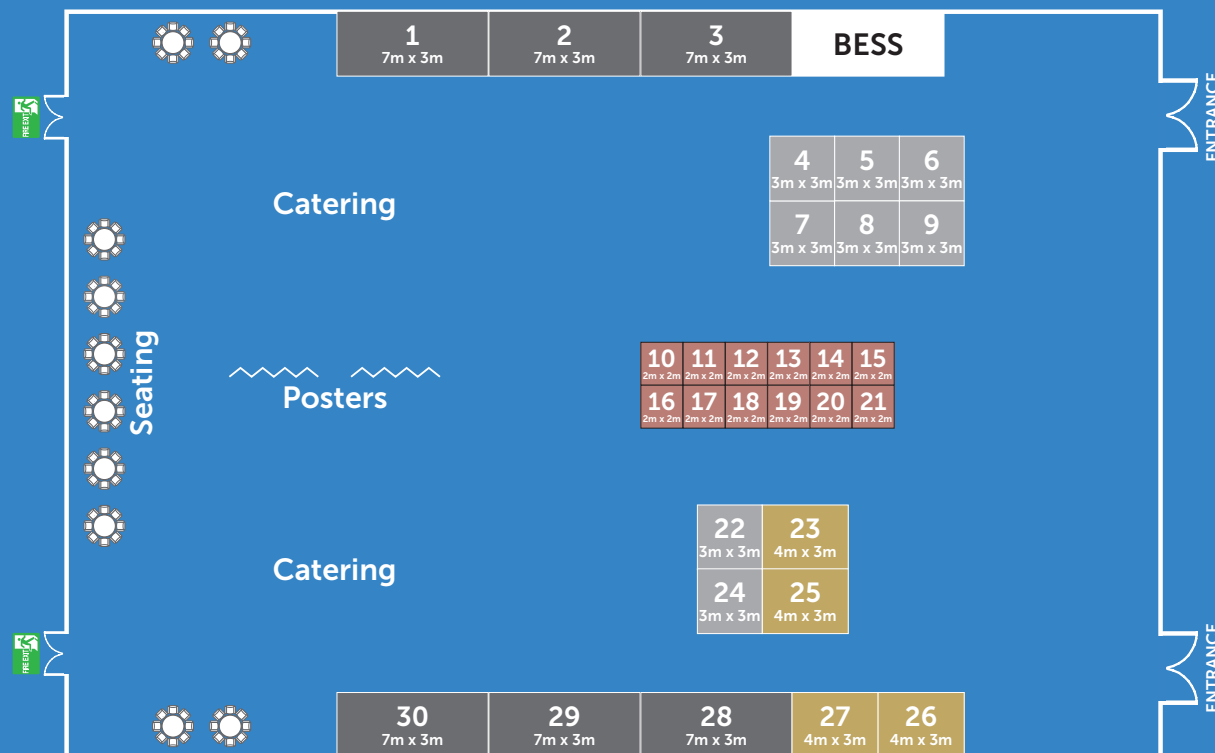 1
7m x 3m
2
7m x 3m
3
7m x 3m
BESS
FIRE EXIT
ENTRANCE
4
3m x 3m
5
3m x 3m
6
3m x 3m
7
3m x 3m
8
3m x 3m
9
3m x 3m
Catering
Seating
Posters
10
2m x 2m
11
2m x 2m
12
2m x 2m
13
2m x 2m
14
2m x 2m
15
2m x 2m
16
2m x 2m
17
2m x 2m
18
2m x 2m
19
2m x 2m
20
2m x 2m
21
2m x 2m
22
3m x 3m
23
4m x 3m
24
3m x 3m
25
4m x 3m
Catering
FIRE EXIT
ENTRANCE
30
7m x 3m
29
7m x 3m
28
7m x 3m
27
4m x 3m
26
4m x 3m